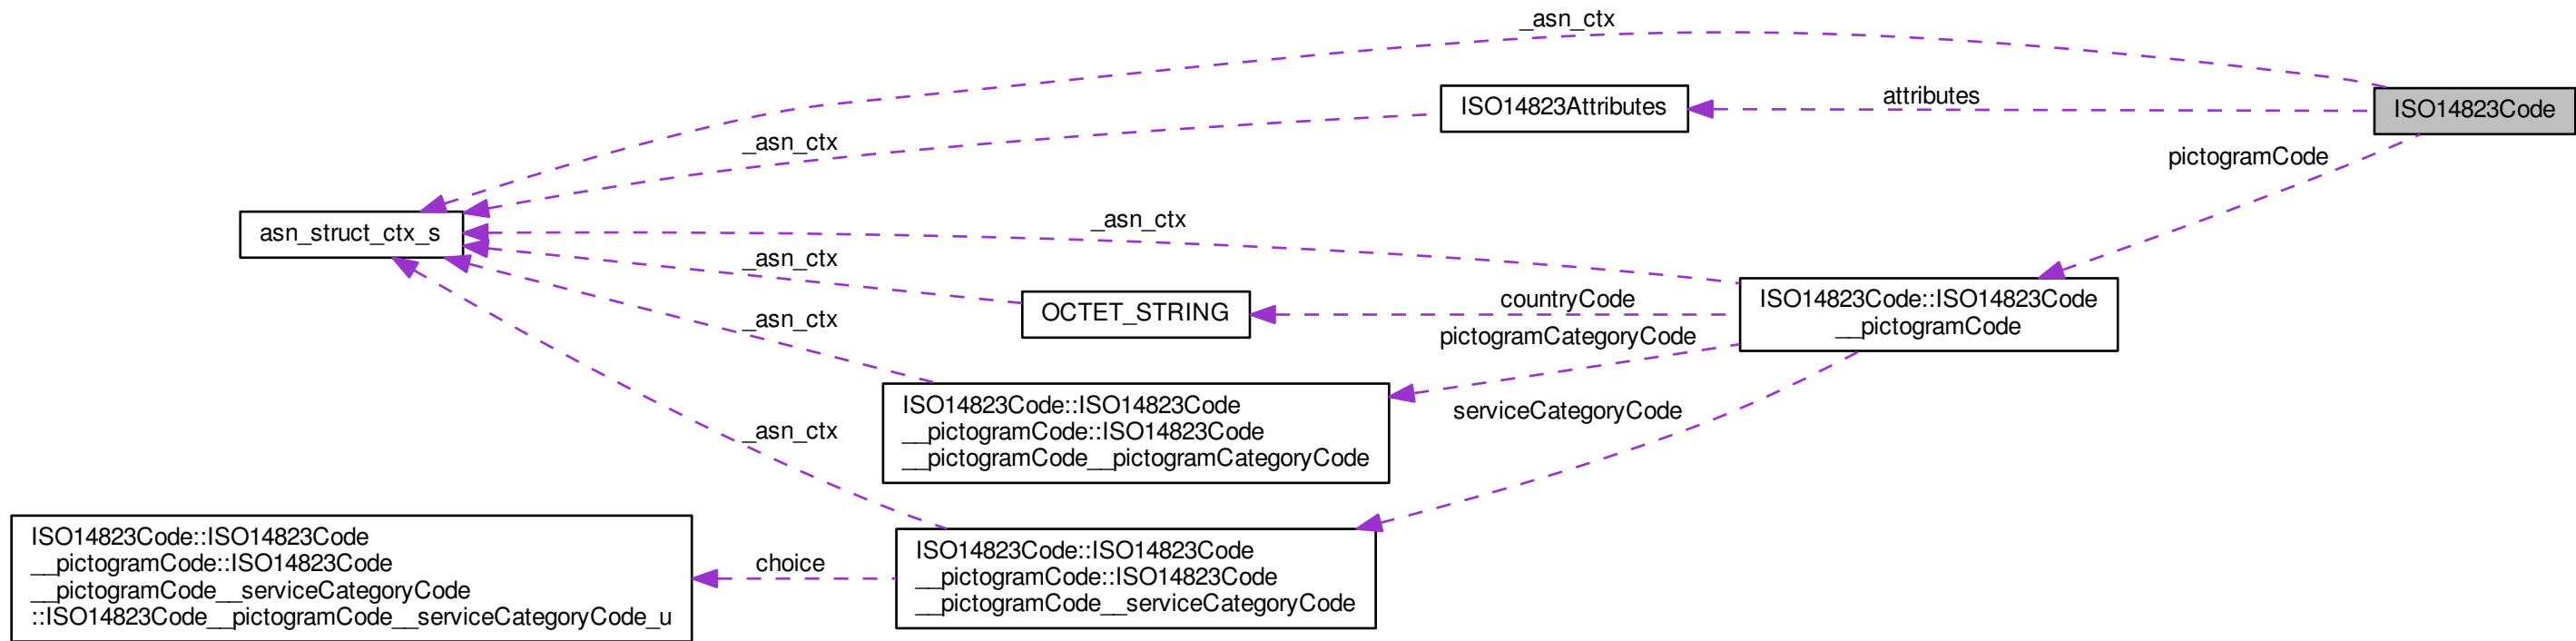 _asn_ctx
attributes
ISO14823Attributes
ISO14823Code
_asn_ctx
pictogramCode
_asn_ctx
asn_struct_ctx_s
_asn_ctx
countryCode
OCTET_STRING
ISO14823Code::ISO14823Code
__pictogramCode
_asn_ctx
pictogramCategoryCode
ISO14823Code::ISO14823Code
__pictogramCode::ISO14823Code
__pictogramCode__pictogramCategoryCode
serviceCategoryCode
_asn_ctx
ISO14823Code::ISO14823Code
__pictogramCode::ISO14823Code
__pictogramCode__serviceCategoryCode
::ISO14823Code__pictogramCode__serviceCategoryCode_u
choice
ISO14823Code::ISO14823Code
__pictogramCode::ISO14823Code
__pictogramCode__serviceCategoryCode